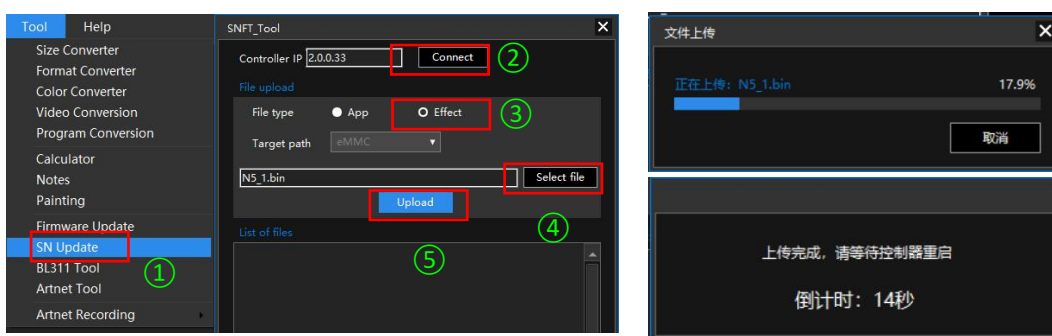 Tool Help
Size Converter
Format Converter
Color Converter
Video Conversion
Program Conversion
Calculator
Notes
Painting
Firmware Update
SN Update
①
BL311 Tool
Artnet Tool
Artnet Recording
SNFT_Tool
Controller IP 2.0.0.33 Connect ②
File upload
File type App Effect ③
Target path eMMC
N5_1.bin Select file
Upload ④
List of files
⑤
文件上传
正在上传：N5_1.bin 17.9%
取消
上传完成，请等待控制器重启
倒计时：14秒